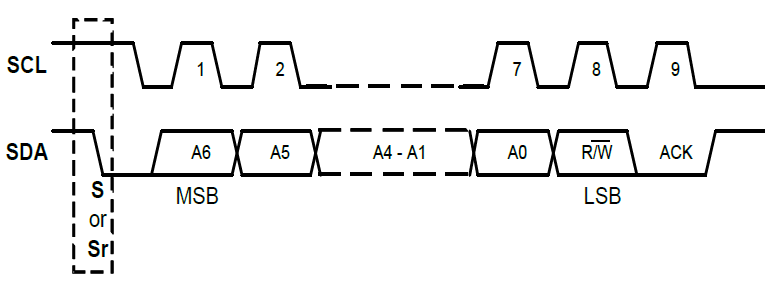 SCL
1
2
7
8
9
SDA
A6
A5
A4 - A1
A0
R/W
ACK
S
or
Sr
MSB
LSB